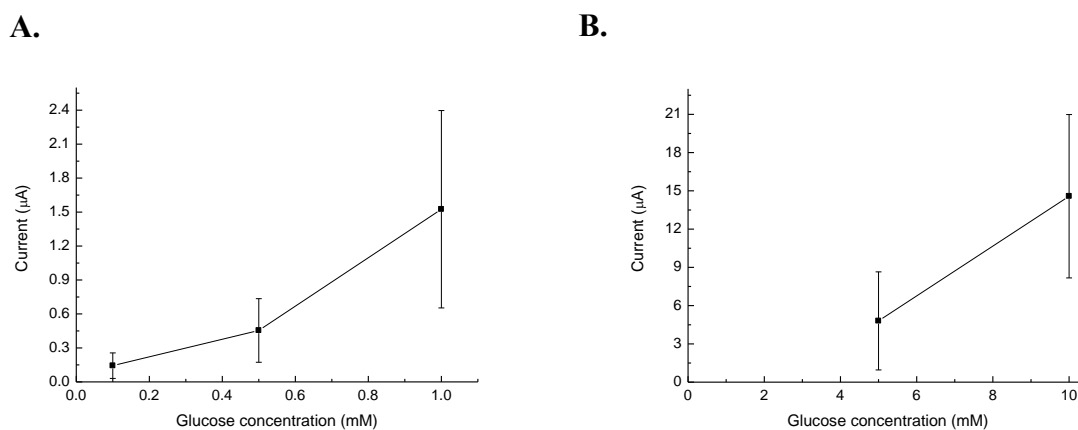 A.
B.
2.4
2.1
1.8
1.5
1.2
0.9
0.6
0.3
0.0
Current (μA)
0.0 0.2 0.4 0.6 0.8 1.0
Glucose concentration (mM)
21
18
15
12
9
6
3
0
Current (μA)
0 2 4 6 8 10
Glucose concentration (mM)